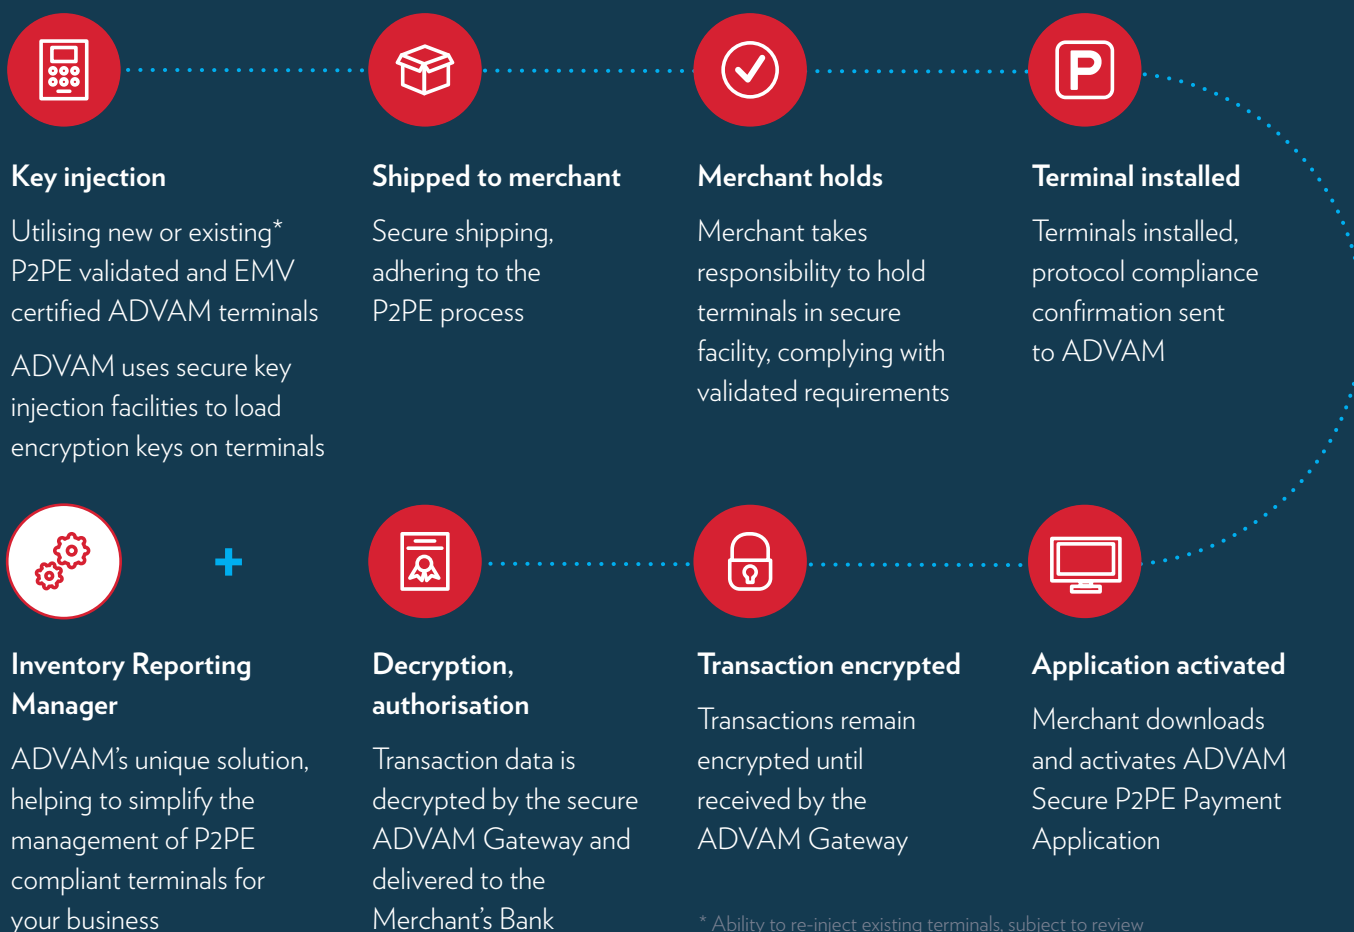 P
Key injection
Utilising new or existing*
P2PE validated and EMV
certified ADVAM terminals
ADVAM uses secure key
injection facilities to load
encryption keys on terminals
Shipped to merchant
Secure shipping,
adhering to the
P2PE process
Merchant holds
Merchant takes
responsibility to hold
terminals in secure
facility, complying with
validated requirements
Terminal installed
Terminals installed,
protocol compliance
confirmation sent
to ADVAM
Application activated
Merchant downloads
and activates ADVAM
Secure P2PE Payment
Application
Transaction encrypted
Transactions remain
encrypted until
received by the
ADVAM Gateway
Decryption,
authorisation
Transaction data is
decrypted by the secure
ADVAM Gateway and
delivered to the
Merchant's Bank
+
Inventory Reporting
Manager
ADVAM's unique solution,
helping to simplify the
management of P2PE
compliant terminals for
your business
* Ability to re-inject existing terminals, subject to review